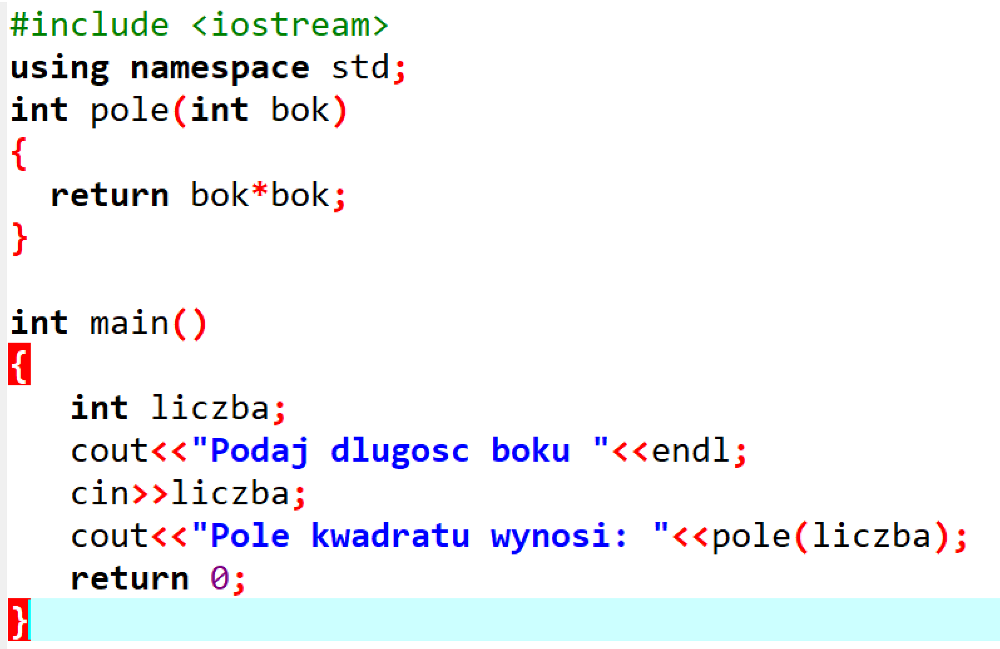 #include <iostream>
using namespace std;
int pole(int bok)
{
  return bok*bok;
}

int main()
{
   int liczba;
   cout<<"Podaj dlugosc boku "<<endl;
   cin>>liczba;
   cout<<"Pole kwadratu wynosi: "<<pole(liczba);
   return 0;
}